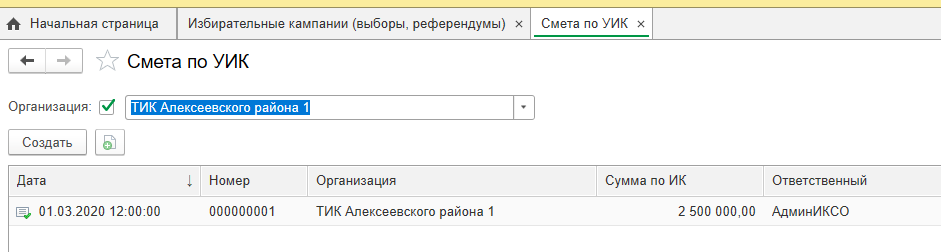 Начальная страница Избирательные кампании (выборы, референдумы) × Смета по УИК ×
Смета по УИК
Организация: ТИК Алексеевского района 1
Создать
Дата ↓ Номер Организация Сумма по ИК Ответственный
01.03.2020 12:00:00 000000001 ТИК Алексеевского района 1 2 500 000,00 АдминИКСО